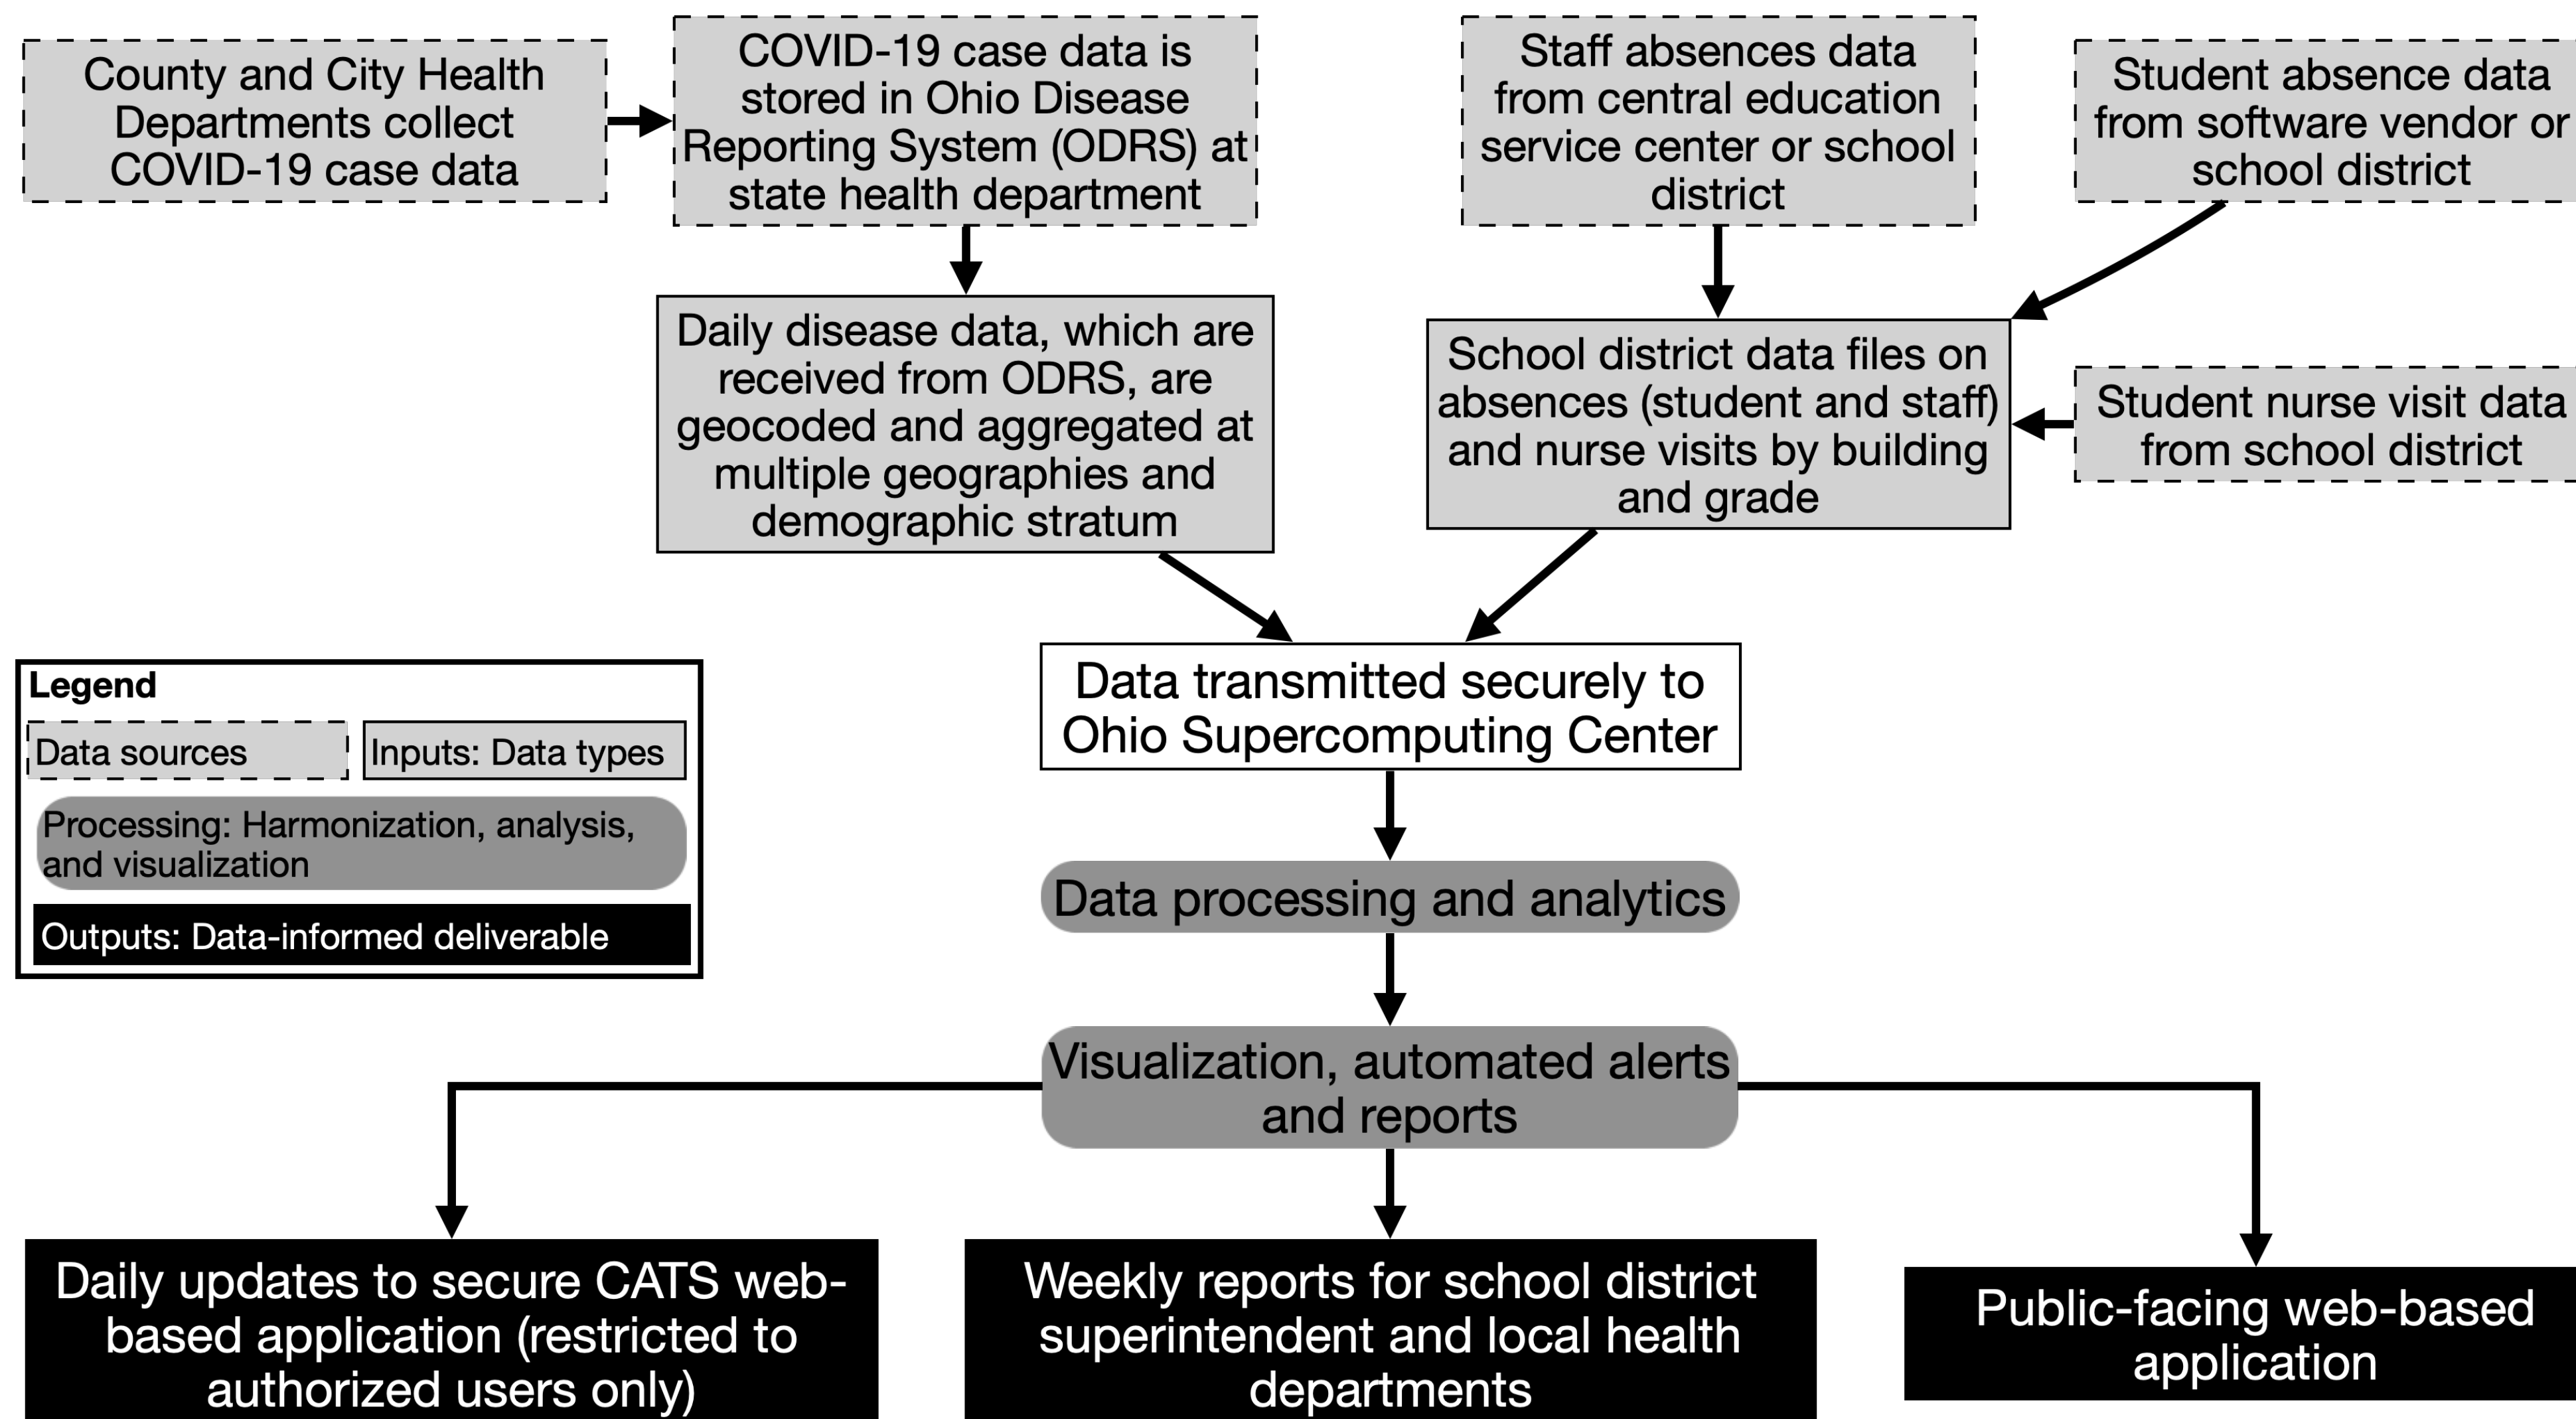 County and City Health
Departments collect
COVID-19 case data
COVID-19 case data is
stored in Ohio Disease
Reporting System (ODRS) at
state health department
Staff absences data
from central education
service center or school
district
Student absence data
from software vendor or
school district
Daily disease data, which are
received from ODRS, are
geocoded and aggregated at
multiple geographies and
demographic stratum
School district data files on
absences (student and staff)
and nurse visits by building
and grade
Student nurse visit data
from school district
Data transmitted securely to
Ohio Supercomputing Center
Legend
Data sources
Inputs: Data types
Processing: Harmonization, analysis,
and visualization
Outputs: Data-informed deliverable
Data processing and analytics
Visualization, automated alerts
and reports
Daily updates to secure CATS web-
based application (restricted to
authorized users only)
Weekly reports for school district
superintendent and local health
departments
Public-facing web-based
application